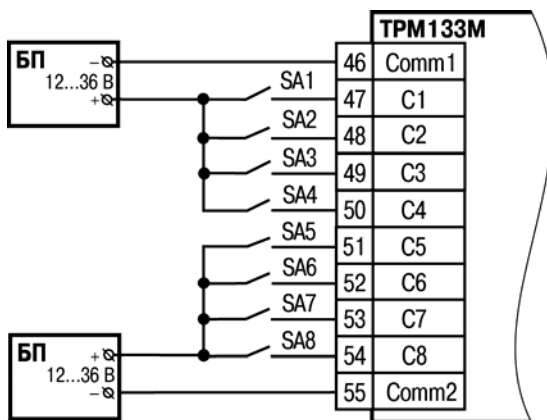 ТРМ133М
БП
12...36 В
–
+
46 Comm1
SA1 47 C1
SA2 48 C2
SA3 49 C3
SA4 50 C4
SA5 51 C5
SA6 52 C6
SA7 53 C7
SA8 54 C8
55 Comm2
БП
12...36 В
+
–